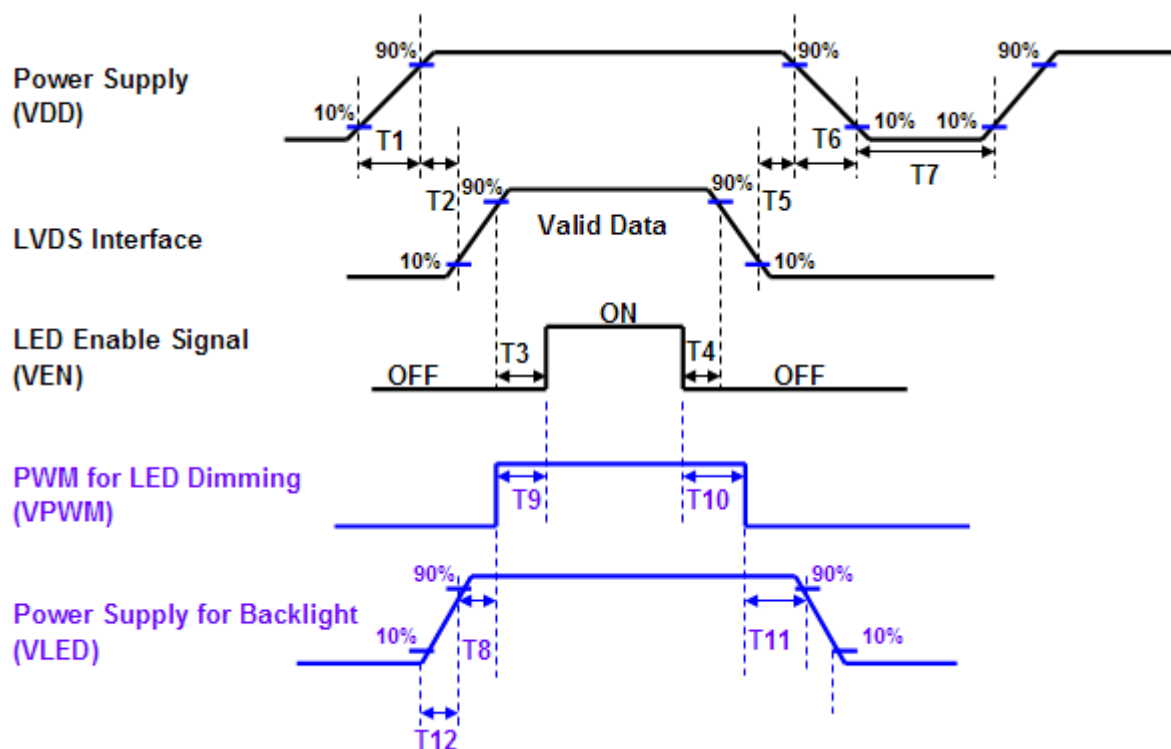 90% 90% 90%
Power Supply
(VDD)
10% 10% 10%
T1 T6 T7
T2 90% 90% T5
Valid Data
LVDS Interface
10% 10%
ON
LED Enable Signal
(VEN)
T3 T4
OFF OFF
PWM for LED Dimming
(VPWM)
T9 T10
90% 90%
Power Supply for Backlight
(VLED)
10% 10%
T8 T11
T12